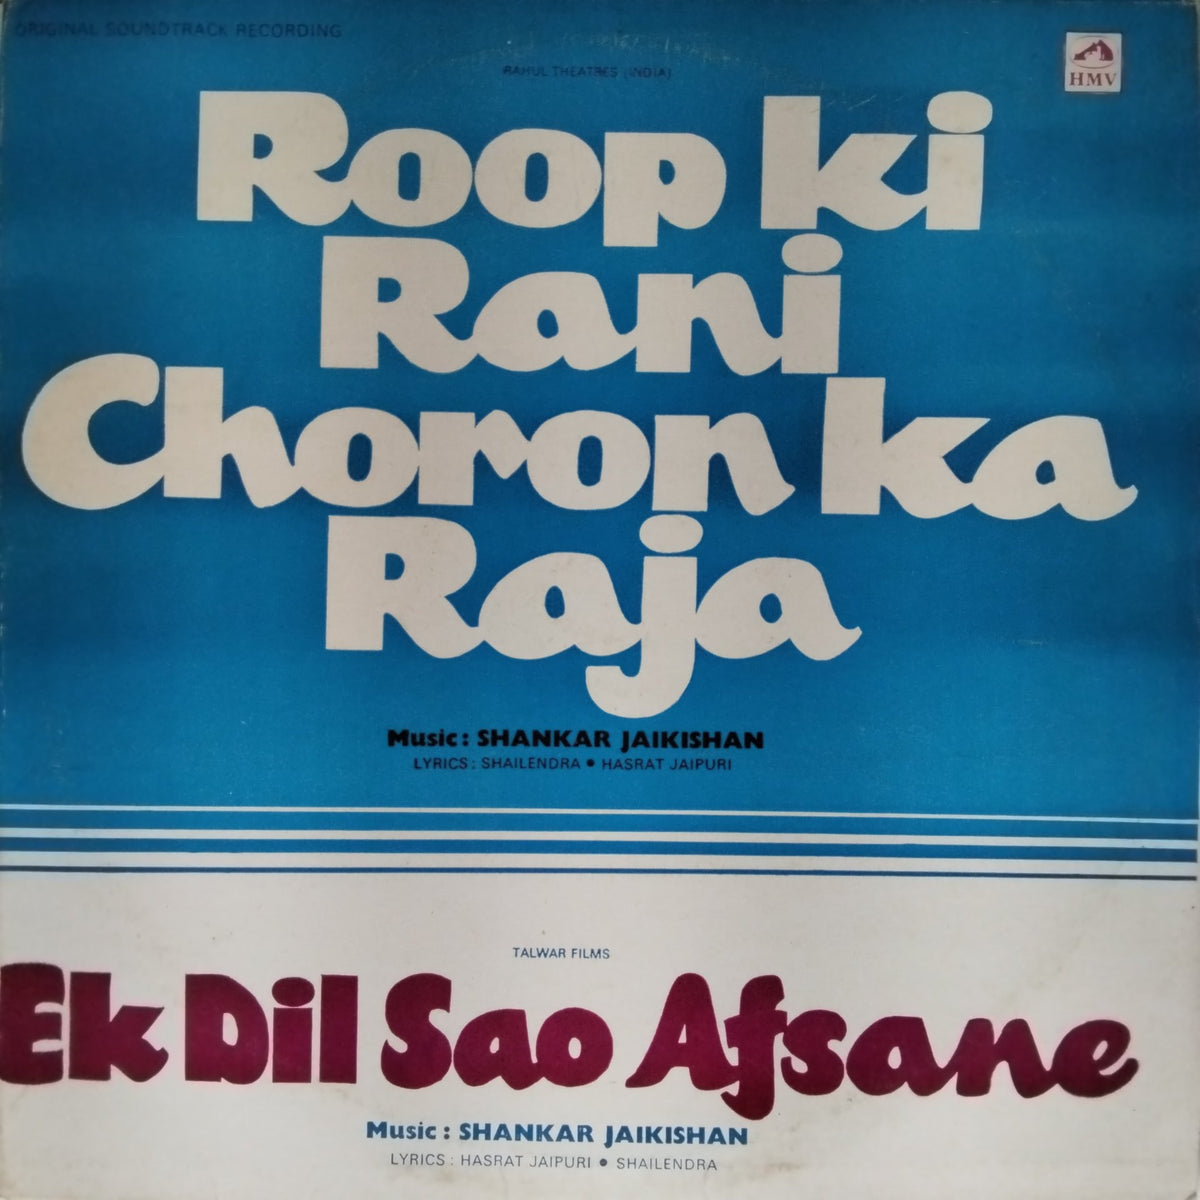 ORIGINAL SOUNDTRACK RECORDING
HMV
RAHUL THEATRES (INDIA)
Roop ki
Rani
Choron ka
Raja
Music: SHANKAR JAIKISHAN
LYRICS: SHAILENDRA • HASRAT JAIPURI
TALWAR FILMS
Ek Dil Sao Afsane
Music: SHANKAR JAIKISHAN
LYRICS: HASRAT JAIPURI • SHAILENDRA